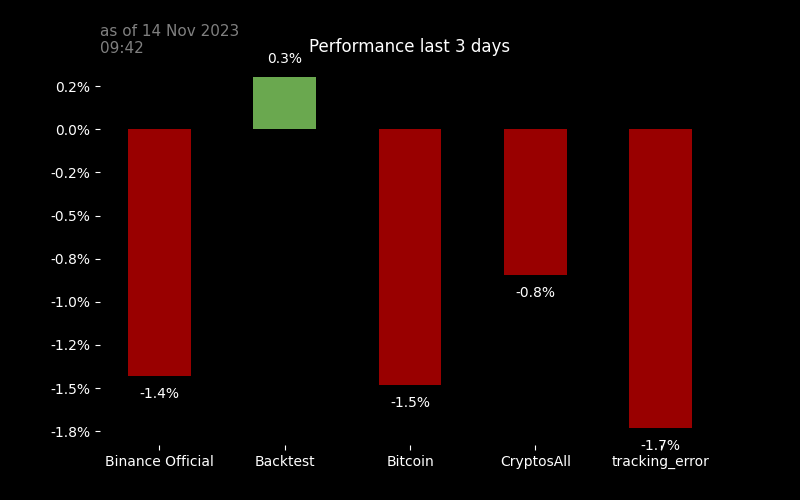 as of 14 Nov 2023
09:42
Performance last 3 days
0.3%
0.2%
0.0%
-0.2%
-0.5%
-0.8%
-1.0%
-1.2%
-1.5%
-1.8%
-1.4%
-1.5%
-0.8%
-1.7%
Binance Official
Backtest
Bitcoin
CryptosAll
tracking_error